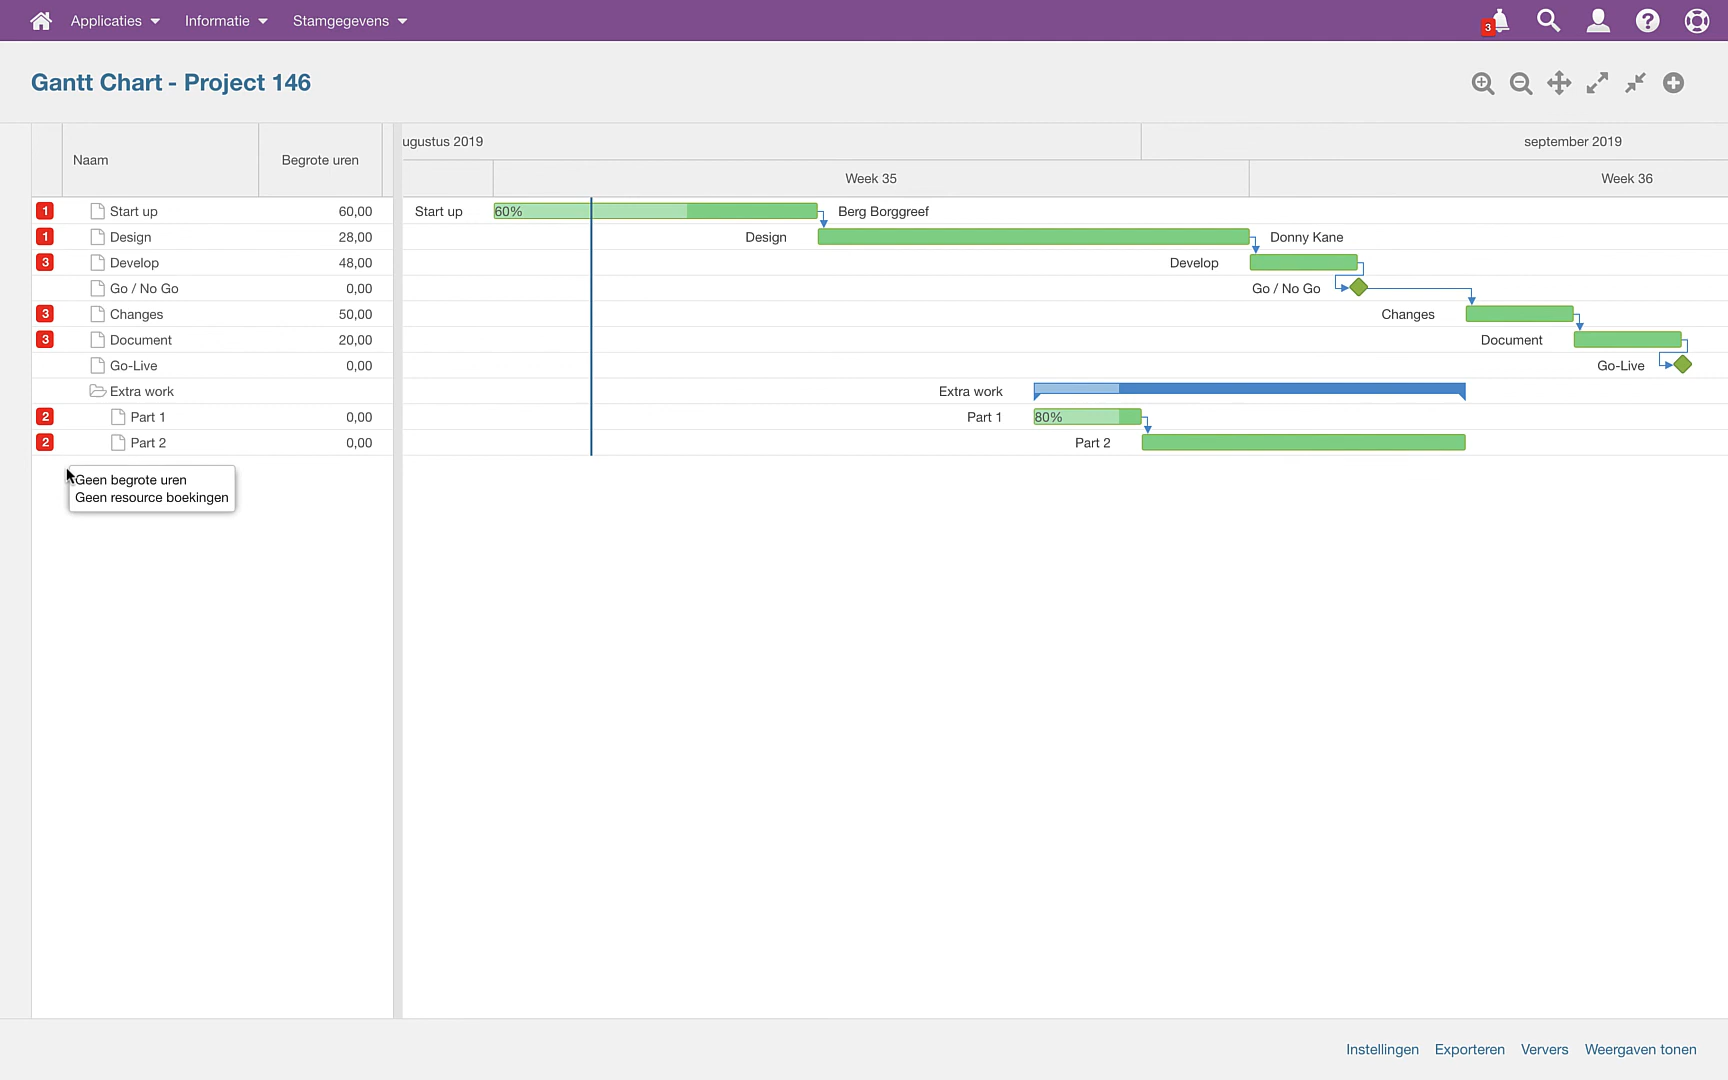 Applicaties Informatie Stamgegevens 3
Gantt Chart - Project 146
Naam Begrote uren
ugustus 2019 september 2019
Week 35 Week 36
1 Start up 60,00 Start up 60% Berg Borggreef
1 Design 28,00 Design Donny Kane
3 Develop 48,00 Develop
Go / No Go 0,00 Go / No Go
3 Changes 50,00 Changes
3 Document 20,00 Document
Go-Live 0,00 Go-Live
Extra work Extra work
2 Part 1 0,00 Part 1 80%
2 Part 2 0,00 Part 2
Geen begrote uren
Geen resource boekingen
Instellingen Exporteren Ververs Weergaven tonen